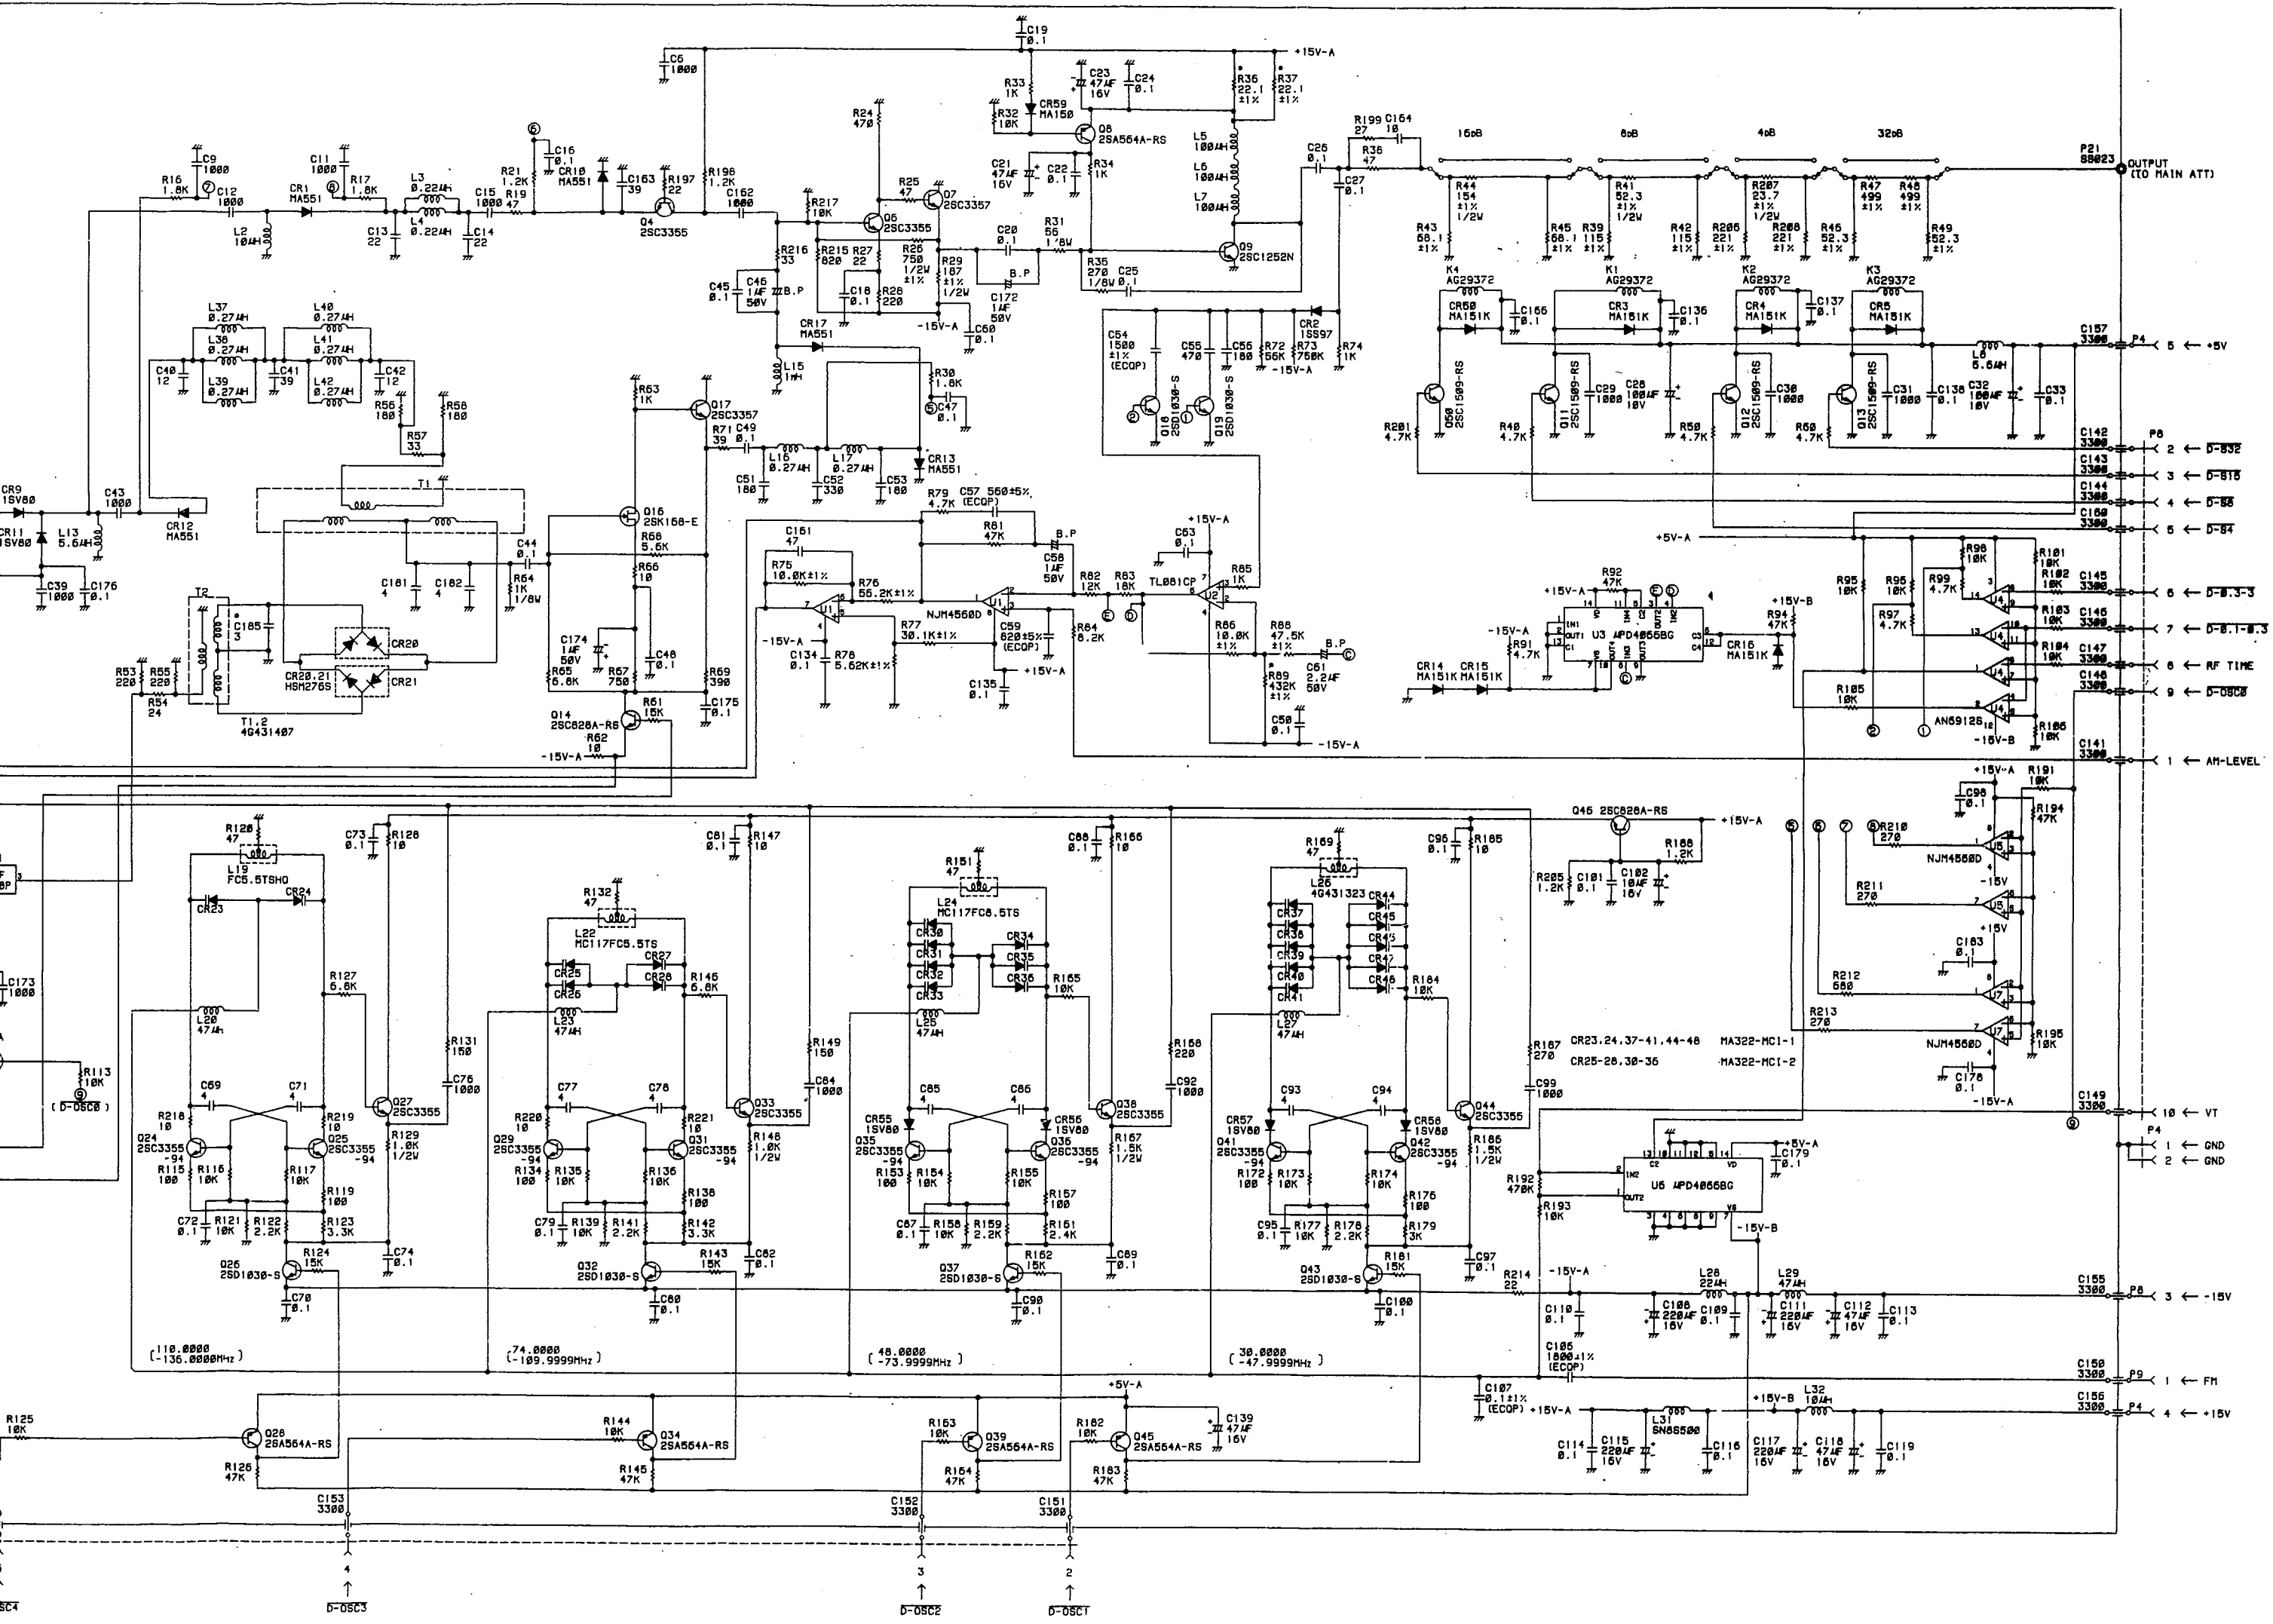 C19
0.1
C6
1000
+15V-A
R33
1K
C23
47µF
16V
C24
0.1
R36
22.1
±1%
R37
22.1
±1%
CR59
MA150
R32
10K
Q8
2SA564A-RS
R24
470
L5
100µH
L6
100µH
L7
100µH
C26
0.1
R199
27
C164
10
R38
47
16DB
8DB
4DB
32DB
P21
S8023
OUTPUT
(TO MAIN ATT)
C9
1000
R16
1.8K
C12
1000
C11
1000
CR1
MA551
R17
1.8K
L3
0.22µH
L4
0.22µH
C15
1000
R21
1.2K
R19
47
C16
0.1
CR10
MA551
C163
39
R197
22
R198
1.2K
C162
1000
Q4
2SC3355
L2
10µH
C13
22
C14
22
R217
10K
R25
47
Q7
2SC3357
Q6
2SC3355
C21
47µF
16V
C22
0.1
R34
1K
C27
0.1
R216
33
R215
820
R27
22
R26
750
1/2W
±1%
R29
187
±1%
1/2W
C20
0.1
R31
56
1/8W
R35
270
1/8W
C25
0.1
Q9
2SC1252N
C45
0.1
C46
1µF
50V
B.P
C18
0.1
R28
220
C172
1µF
50V
B.P
C60
0.1
-15V-A
R44
154
±1%
1/2W
R41
52.3
±1%
1/2W
R207
23.7
±1%
1/2W
R47
499
±1%
R48
499
±1%
R43
68.1
±1%
R45
68.1
±1%
R39
115
±1%
R42
115
±1%
R206
221
±1%
R208
221
±1%
R46
52.3
±1%
R49
52.3
±1%
K4
AG29372
K1
AG29372
K2
AG29372
K3
AG29372
CR50
MA151K
CR3
MA151K
CR4
MA151K
CR5
MA151K
C166
0.1
C136
0.1
C137
0.1
C157
3300
P4
5 ← +5V
L37
0.27µH
L38
0.27µH
L39
0.27µH
L40
0.27µH
L41
0.27µH
L42
0.27µH
C40
12
C41
39
C42
12
R56
180
R57
33
R58
180
CR17
MA551
L15
1mH
R30
1.8K
C47
0.1
C54
1500
±1%
(ECQP)
C55
470
C56
180
R72
56K
R73
750K
-15V-A
CR2
1SS97
R74
1K
Q18
2SD1030-S
Q19
2SD1030-S
Q50
2SC1509-RS
Q11
2SC1509-RS
Q12
2SC1509-RS
Q13
2SC1509-RS
R201
4.7K
R40
4.7K
R50
4.7K
R60
4.7K
C29
1000
C28
100µF
10V
C30
1000
C31
1000
C138
0.1
L8
5.6µH
C32
100µF
10V
C33
0.1
C142
3300
P8
2 ← D-S32
C143
3300
3 ← D-S16
C144
3300
4 ← D-S8
C160
3300
5 ← D-S4
R63
1K
Q17
2SC3357
R71
39
C49
0.1
L16
0.27µH
L17
0.27µH
CR13
MA551
C51
180
C52
330
C53
180
CR9
1SV80
C43
1000
CR11
1SV80
L13
5.6µH
CR12
MA551
C39
1000
C176
0.1
T1
T2
C185
3
CR20
CR21
CR20,21
HSM276S
C181
4
C182
4
C44
0.1
R64
1K
1/8W
R53
220
R55
220
R54
24
T1,2
4G431407
Q16
2SK168-E
R68
5.6K
R66
10
C174
1µF
50V
R65
6.8K
R67
750
C48
0.1
R69
390
C175
0.1
Q14
2SC828A-RS
R61
15K
R62
10
-15V-A
R79
4.7K
C57 560±5%
(ECQP)
R81
47K
C58
1µF
50V
B.P
C161
47
R75
10.0K±1%
R76
56.2K±1%
U1
U1
NJM4560D
R77
30.1K±1%
R78
5.62K±1%
-15V-A
C134
0.1
C59
820±5%
(ECQP)
+15V-A
C135
0.1
R82
12K
R83
18K
R84
8.2K
TL081CP
+15V-A
C63
0.1
U2
R85
1K
R86
10.0K
±1%
R88
47.5K
±1%
C61
2.2µF
50V
B.P
R89
432K
±1%
C50
0.1
-15V-A
R92
47K
+15V-A
U3 µPD4066BG
-15V-A
R91
4.7K
CR14
MA151K
CR15
MA151K
CR16
MA151K
+15V-B
R94
47K
+5V-A
R95
10K
R96
10K
R97
4.7K
R98
10K
R99
4.7K
R101
10K
R102
10K
R103
10K
R104
10K
R105
10K
R106
10K
U4
U4
U4
U4
AN6912S
-15V-B
C145
3300
6 ← D-0.3-3
C146
3300
7 ← D-0.1-0.3
C147
3300
8 ← RF TIME
C148
3300
9 ← D-OSC0
C141
3300
1 ← AM-LEVEL
R120
47
L19
FC5.5TSHQ
CR23
CR24
C73
0.1
R128
10
R127
6.8K
L20
47µH
R131
150
C76
1000
C69
4
C71
4
R218
10
R219
10
Q24
2SC3355
-94
Q25
2SC3355
-94
Q27
2SC3355
R129
1.0K
1/2W
R115
100
R116
10K
R117
10K
R119
100
C72
0.1
R121
10K
R122
2.2K
R123
3.3K
R124
15K
C74
0.1
Q26
2SD1030-S
C70
0.1
(110.0000
-136.0000MHz)
R113
10K
(D-OSC0)
C173
1000
R132
47
L22
MC117FC5.5TS
CR25
CR26
CR27
CR28
C81
0.1
R147
10
R146
6.8K
L23
47µH
R149
150
C84
1000
C77
4
C78
4
R220
10
R221
10
Q29
2SC3355
-94
Q31
2SC3355
-94
Q33
2SC3355
R148
1.0K
1/2W
R134
100
R135
10K
R136
10K
R138
100
C79
0.1
R139
10K
R141
2.2K
R142
3.3K
R143
15K
C82
0.1
Q32
2SD1030-S
C80
0.1
(74.0000
-109.9999MHz)
R151
47
L24
MC117FC8.5TS
CR30
CR31
CR32
CR33
CR34
CR35
CR36
C88
0.1
R166
10
R165
10K
L25
47µH
R168
220
C92
1000
C85
4
C86
4
CR55
1SV80
CR56
1SV80
Q35
2SC3355
-94
Q36
2SC3355
-94
Q38
2SC3355
R167
1.5K
1/2W
R153
100
R154
10K
R155
10K
R157
100
C87
0.1
R158
10K
R159
2.2K
R161
2.4K
R162
15K
C89
0.1
Q37
2SD1030-S
C90
0.1
(48.0000
-73.9999MHz)
R169
47
L26
4G431323
CR37
CR38
CR39
CR40
CR41
CR44
CR45
CR46
CR47
CR48
C96
0.1
R185
10
R184
10K
L27
47µH
R187
270
C99
1000
C93
4
C94
4
CR57
1SV80
CR58
1SV80
Q41
2SC3355
-94
Q42
2SC3355
-94
Q44
2SC3355
R186
1.5K
1/2W
R172
100
R173
10K
R174
10K
R176
100
C95
0.1
R177
10K
R178
2.2K
R179
3K
R181
15K
C97
0.1
Q43
2SD1030-S
C100
0.1
(30.0000
-47.9999MHz)
Q46 2SC828A-RS
+15V-A
R188
1.2K
R205
1.2K
C101
0.1
C102
10µF
16V
+15V-A
C98
0.1
R191
10K
R194
47K
R210
270
U5
NJM4560D
-15V
R211
270
U5
+15V
C183
0.1
R212
680
U7
R213
270
U7
NJM4560D
R195
10K
C178
0.1
-15V-A
CR23,24,37-41,44-48 MA322-MC1-1
CR25-28,30-36 MA322-MC1-2
C149
3300
10 ← VT
P4
1 ← GND
2 ← GND
+5V-A
C179
0.1
U6 µPD4066BG
R192
470K
R193
10K
-15V-B
R214
22
-15V-A
C110
0.1
L28
22µH
L29
47µH
C108
220µF
16V
C109
0.1
C111
220µF
16V
C112
47µF
16V
C113
0.1
C155
3300
P8
3 ← -15V
C106
1800±1%
(ECQP)
C150
3300
P9
1 ← FM
C107
0.1±1%
(ECQP)
+15V-A
L31
SN8S500
+15V-B
L32
10µH
C156
3300
P4
4 ← +15V
C114
0.1
C115
220µF
16V
C116
0.1
C117
220µF
16V
C118
47µF
16V
C119
0.1
R125
10K
Q28
2SA564A-RS
R126
47K
R144
10K
Q34
2SA564A-RS
R145
47K
R163
10K
Q39
2SA564A-RS
R164
47K
+5V-A
R182
10K
Q45
2SA564A-RS
R183
47K
C139
47µF
16V
C153
3300
C152
3300
C151
3300
4
3
2
D-OSC3
D-OSC2
D-OSC1